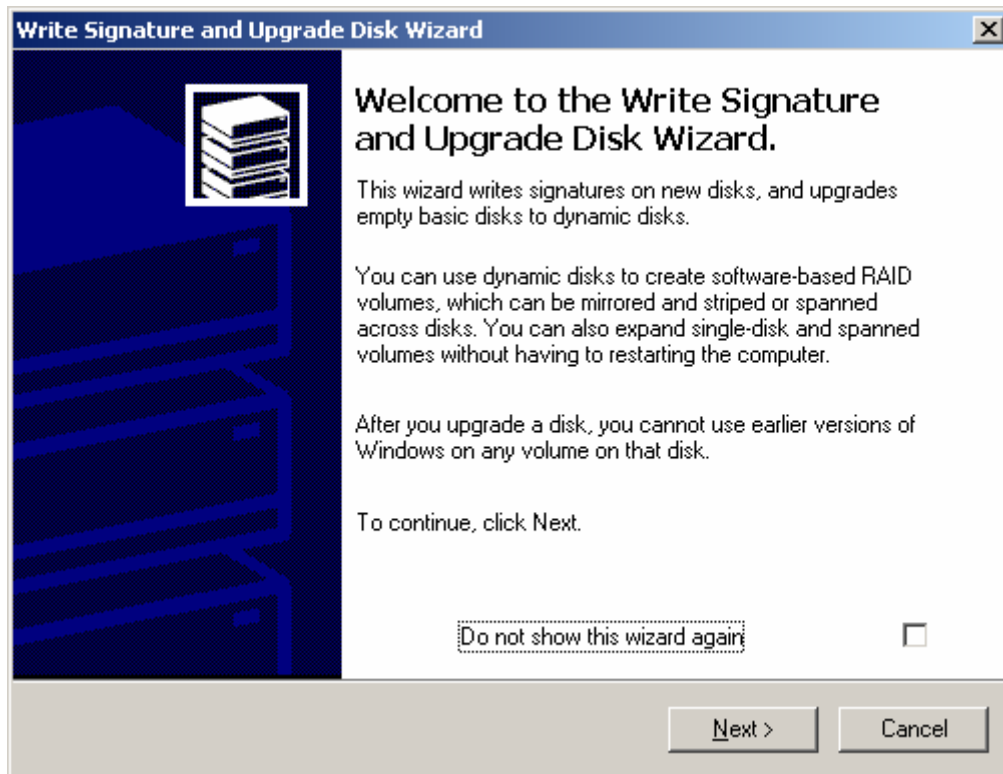 Write Signature and Upgrade Disk Wizard
Welcome to the Write Signature
and Upgrade Disk Wizard.
This wizard writes signatures on new disks, and upgrades
empty basic disks to dynamic disks.
You can use dynamic disks to create software-based RAID
volumes, which can be mirrored and striped or spanned
across disks. You can also expand single-disk and spanned
volumes without having to restarting the computer.
After you upgrade a disk, you cannot use earlier versions of
Windows on any volume on that disk.
To continue, click Next.
Do not show this wizard again
Next > Cancel